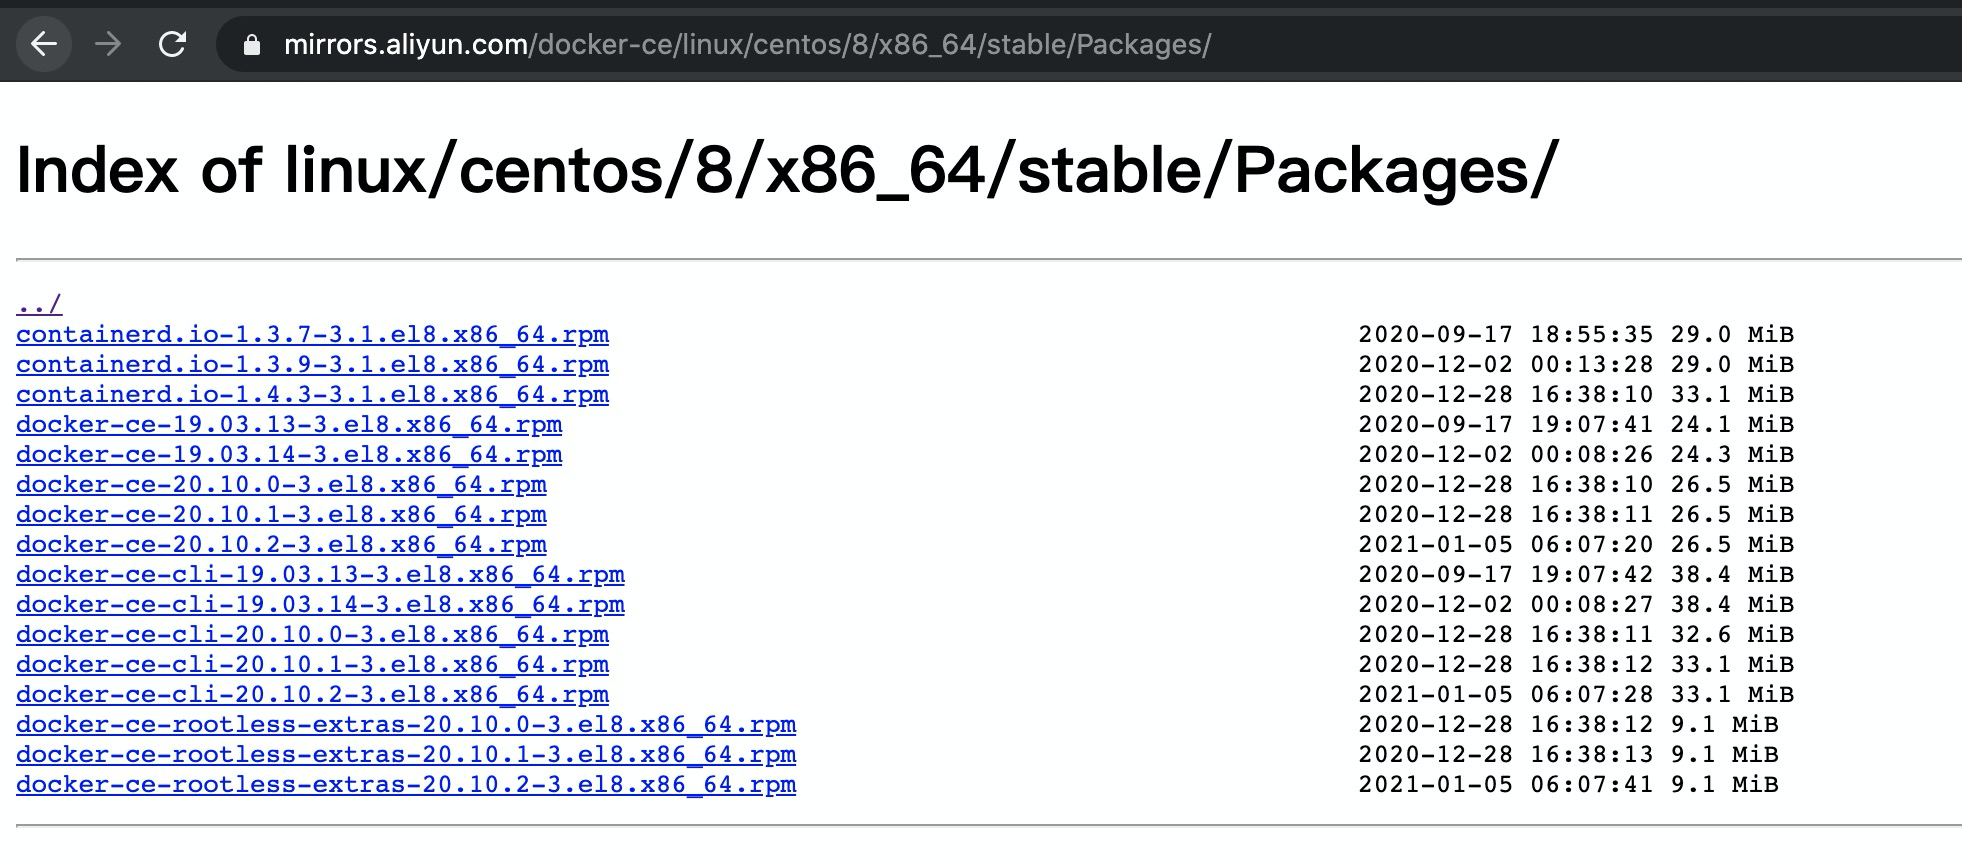 mirrors.aliyun.com/docker-ce/linux/centos/8/x86_64/stable/Packages/
Index of linux/centos/8/x86_64/stable/Packages/
../
containerd.io-1.3.7-3.1.el8.x86_64.rpm 2020-09-17 18:55:35 29.0 MiB
containerd.io-1.3.9-3.1.el8.x86_64.rpm 2020-12-02 00:13:28 29.0 MiB
containerd.io-1.4.3-3.1.el8.x86_64.rpm 2020-12-28 16:38:10 33.1 MiB
docker-ce-19.03.13-3.el8.x86_64.rpm 2020-09-17 19:07:41 24.1 MiB
docker-ce-19.03.14-3.el8.x86_64.rpm 2020-12-02 00:08:26 24.3 MiB
docker-ce-20.10.0-3.el8.x86_64.rpm 2020-12-28 16:38:10 26.5 MiB
docker-ce-20.10.1-3.el8.x86_64.rpm 2020-12-28 16:38:11 26.5 MiB
docker-ce-20.10.2-3.el8.x86_64.rpm 2021-01-05 06:07:20 26.5 MiB
docker-ce-cli-19.03.13-3.el8.x86_64.rpm 2020-09-17 19:07:42 38.4 MiB
docker-ce-cli-19.03.14-3.el8.x86_64.rpm 2020-12-02 00:08:27 38.4 MiB
docker-ce-cli-20.10.0-3.el8.x86_64.rpm 2020-12-28 16:38:11 32.6 MiB
docker-ce-cli-20.10.1-3.el8.x86_64.rpm 2020-12-28 16:38:12 33.1 MiB
docker-ce-cli-20.10.2-3.el8.x86_64.rpm 2021-01-05 06:07:28 33.1 MiB
docker-ce-rootless-extras-20.10.0-3.el8.x86_64.rpm 2020-12-28 16:38:12 9.1 MiB
docker-ce-rootless-extras-20.10.1-3.el8.x86_64.rpm 2020-12-28 16:38:13 9.1 MiB
docker-ce-rootless-extras-20.10.2-3.el8.x86_64.rpm 2021-01-05 06:07:41 9.1 MiB